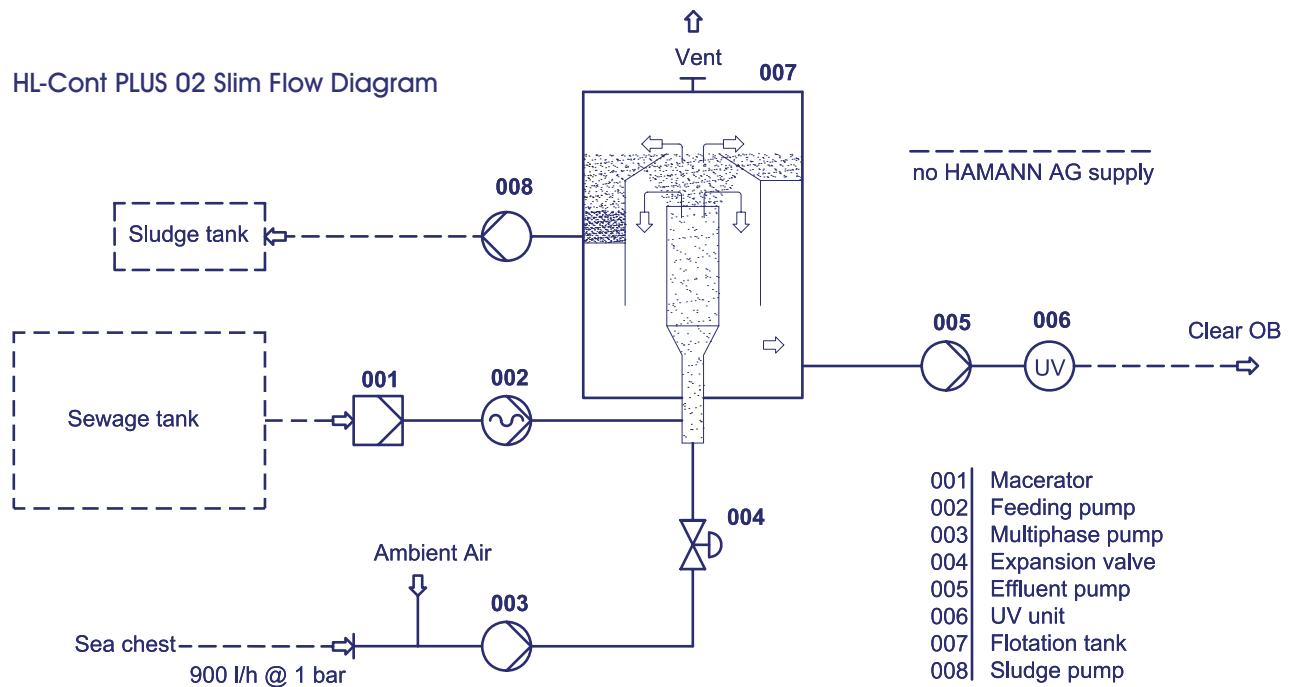 HL-Cont PLUS 02 Slim Flow Diagram
Vent
007
no HAMANN AG supply
008
Sludge tank
005
006
UV
Clear OB
001
002
Sewage tank
004
Ambient Air
003
Sea chest
900 l/h @ 1 bar
001 Macerator
002 Feeding pump
003 Multiphase pump
004 Expansion valve
005 Effluent pump
006 UV unit
007 Flotation tank
008 Sludge pump